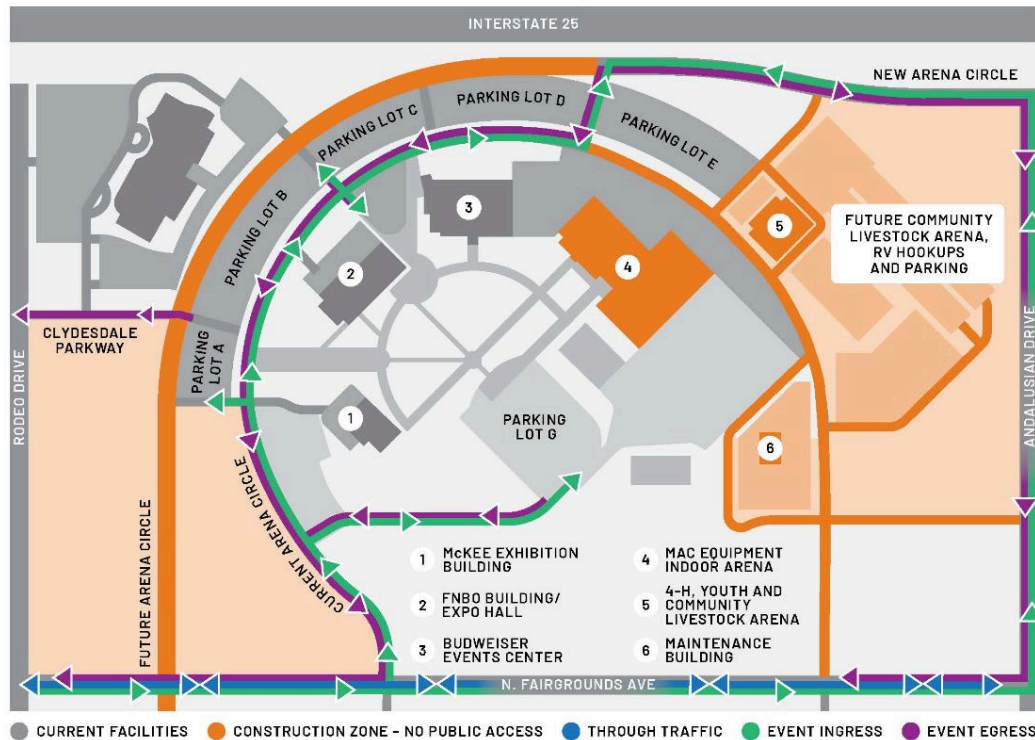 INTERSTATE 25
NEW ARENA CIRCLE
PARKING LOT D
PARKING LOT C
PARKING LOT E
PARKING LOT B
3
5
FUTURE COMMUNITY
LIVESTOCK ARENA,
RV HOOKUPS
AND PARKING
2
4
CLYDESDALE
PARKWAY
PARKING
LOT A
RODEO DRIVE
ANDALUSIAN DRIVE
1
PARKING
LOT G
6
FUTURE ARENA CIRCLE
CURRENT ARENA CIRCLE
1 McKEE EXHIBITION
BUILDING
2 FNBO BUILDING/
EXPO HALL
3 BUDWEISER
EVENTS CENTER
4 MAC EQUIPMENT
INDOOR ARENA
5 4-H, YOUTH AND
COMMUNITY
LIVESTOCK ARENA
6 MAINTENANCE
BUILDING
N. FAIRGROUNDS AVE
CURRENT FACILITIES
CONSTRUCTION ZONE – NO PUBLIC ACCESS
THROUGH TRAFFIC
EVENT INGRESS
EVENT EGRESS